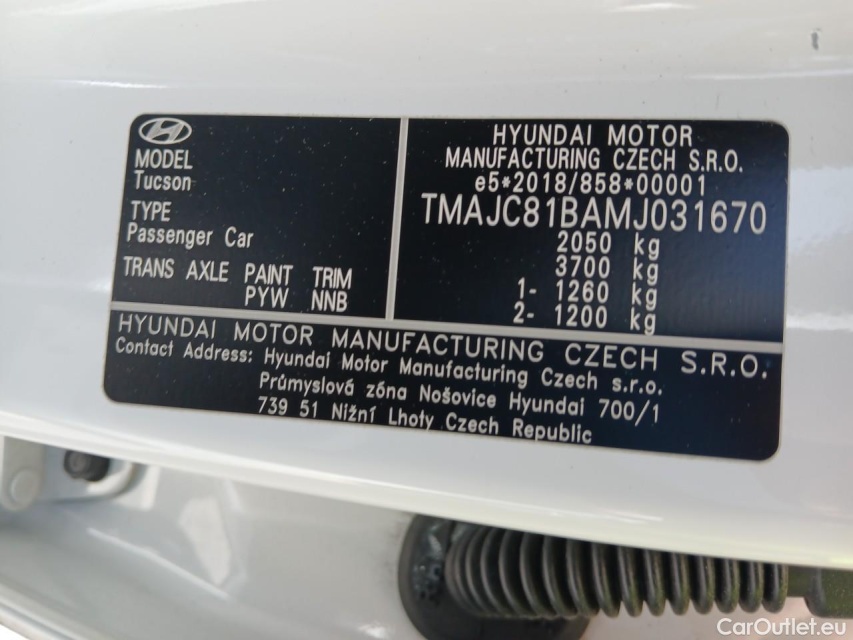 MODEL
Tucson
TYPE
Passenger Car
TRANS AXLE PAINT TRIM
PYW NNB
HYUNDAI MOTOR
MANUFACTURING CZECH S.R.O.
e5*2018/858*00001
TMAJC81BAMJ031670
2050 kg
3700 kg
1- 1260 kg
2- 1200 kg
HYUNDAI MOTOR MANUFACTURING CZECH S.R.O.
Contact Address: Hyundai Motor Manufacturing Czech s.r.o.
Průmyslová zóna Nošovice Hyundai 700/1
739 51 Nižní Lhoty Czech Republic
CarOutlet.eu